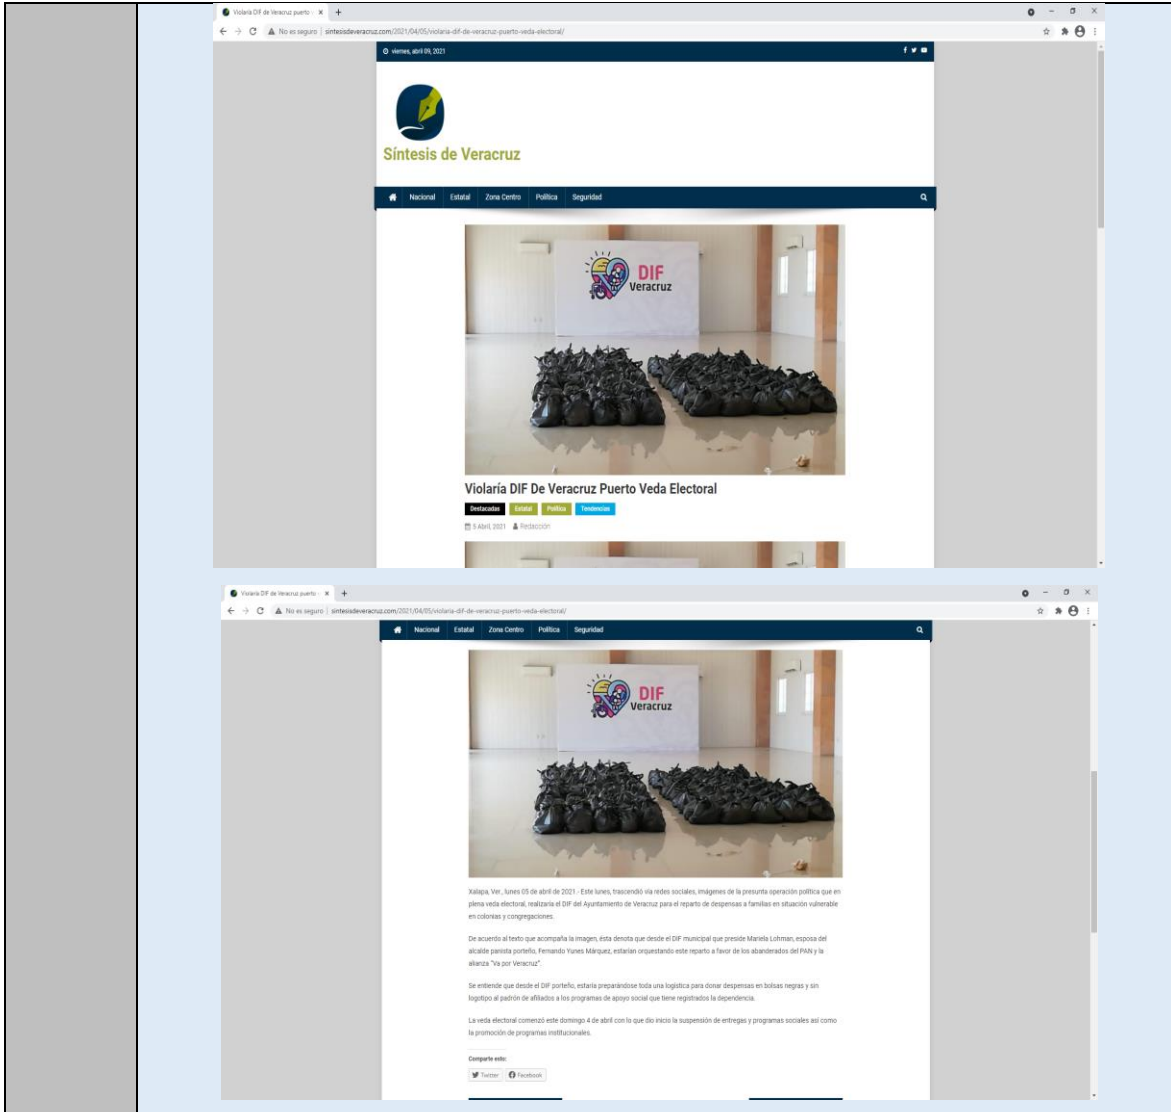 Violaría DIF de Veracruz puerto -
No es seguro | sintesisdeveracruz.com/2021/04/05/violaria-dif-de-veracruz-puerto-veda-electoral/
viernes, abril 09, 2021
Síntesis de Veracruz
Nacional Estatal Zona Centro Política Seguridad
DIF
Veracruz
Violaría DIF De Veracruz Puerto Veda Electoral
Destacadas Estatal Política Tendencias
5 Abril, 2021 Redacción
Violaría DIF de Veracruz puerto -
No es seguro | sintesisdeveracruz.com/2021/04/05/violaria-dif-de-veracruz-puerto-veda-electoral/
Nacional Estatal Zona Centro Política Seguridad
DIF
Veracruz
Xalapa, Ver., lunes 05 de abril de 2021.- Este lunes, trascendió vía redes sociales, imágenes de la presunta operación política que en
plena veda electoral, realizaría el DIF del Ayuntamiento de Veracruz para el reparto de despensas a familias en situación vulnerable
en colonias y congregaciones.
De acuerdo al texto que acompaña la imagen, ésta denota que desde el DIF municipal que preside Mariela Lohman, esposa del
alcalde panista porteño, Fernando Yunes Márquez, estarían orquestando este reparto a favor de los abanderados del PAN y la
alianza "Va por Veracruz".
Se entiende que desde el DIF porteño, estaría preparándose toda una logística para donar despensas en bolsas negras y sin
logotipo al padrón de afiliados a los programas de apoyo social que tiene registrados la dependencia.
La veda electoral comenzó este domingo 4 de abril con lo que dio inicio la suspensión de entregas y programas sociales así como
la promoción de programas institucionales.
Comparte esto:
Twitter Facebook